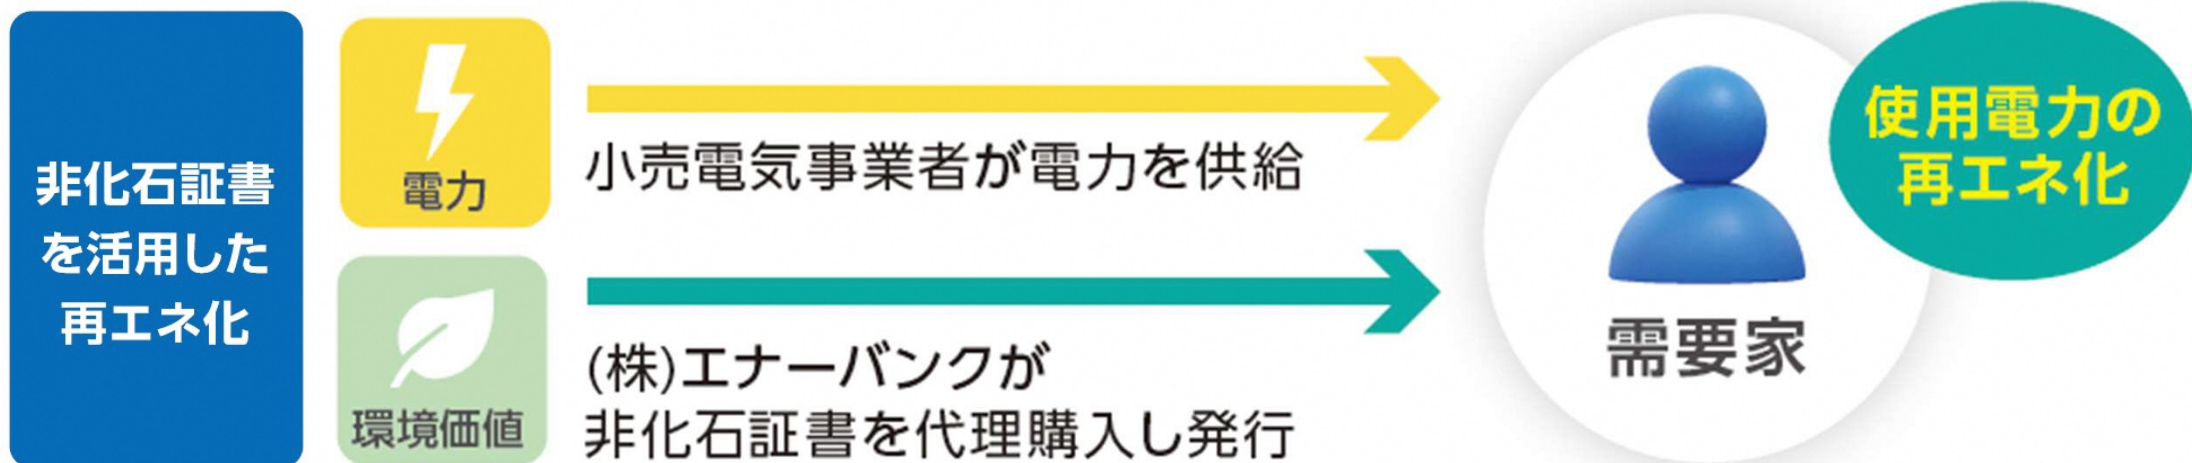 非化石証書
を活用した
再エネ化
電力
小売電気事業者が電力を供給
環境価値
(株)エナーバンクが
非化石証書を代理購入し発行
需要家
使用電力の
再エネ化